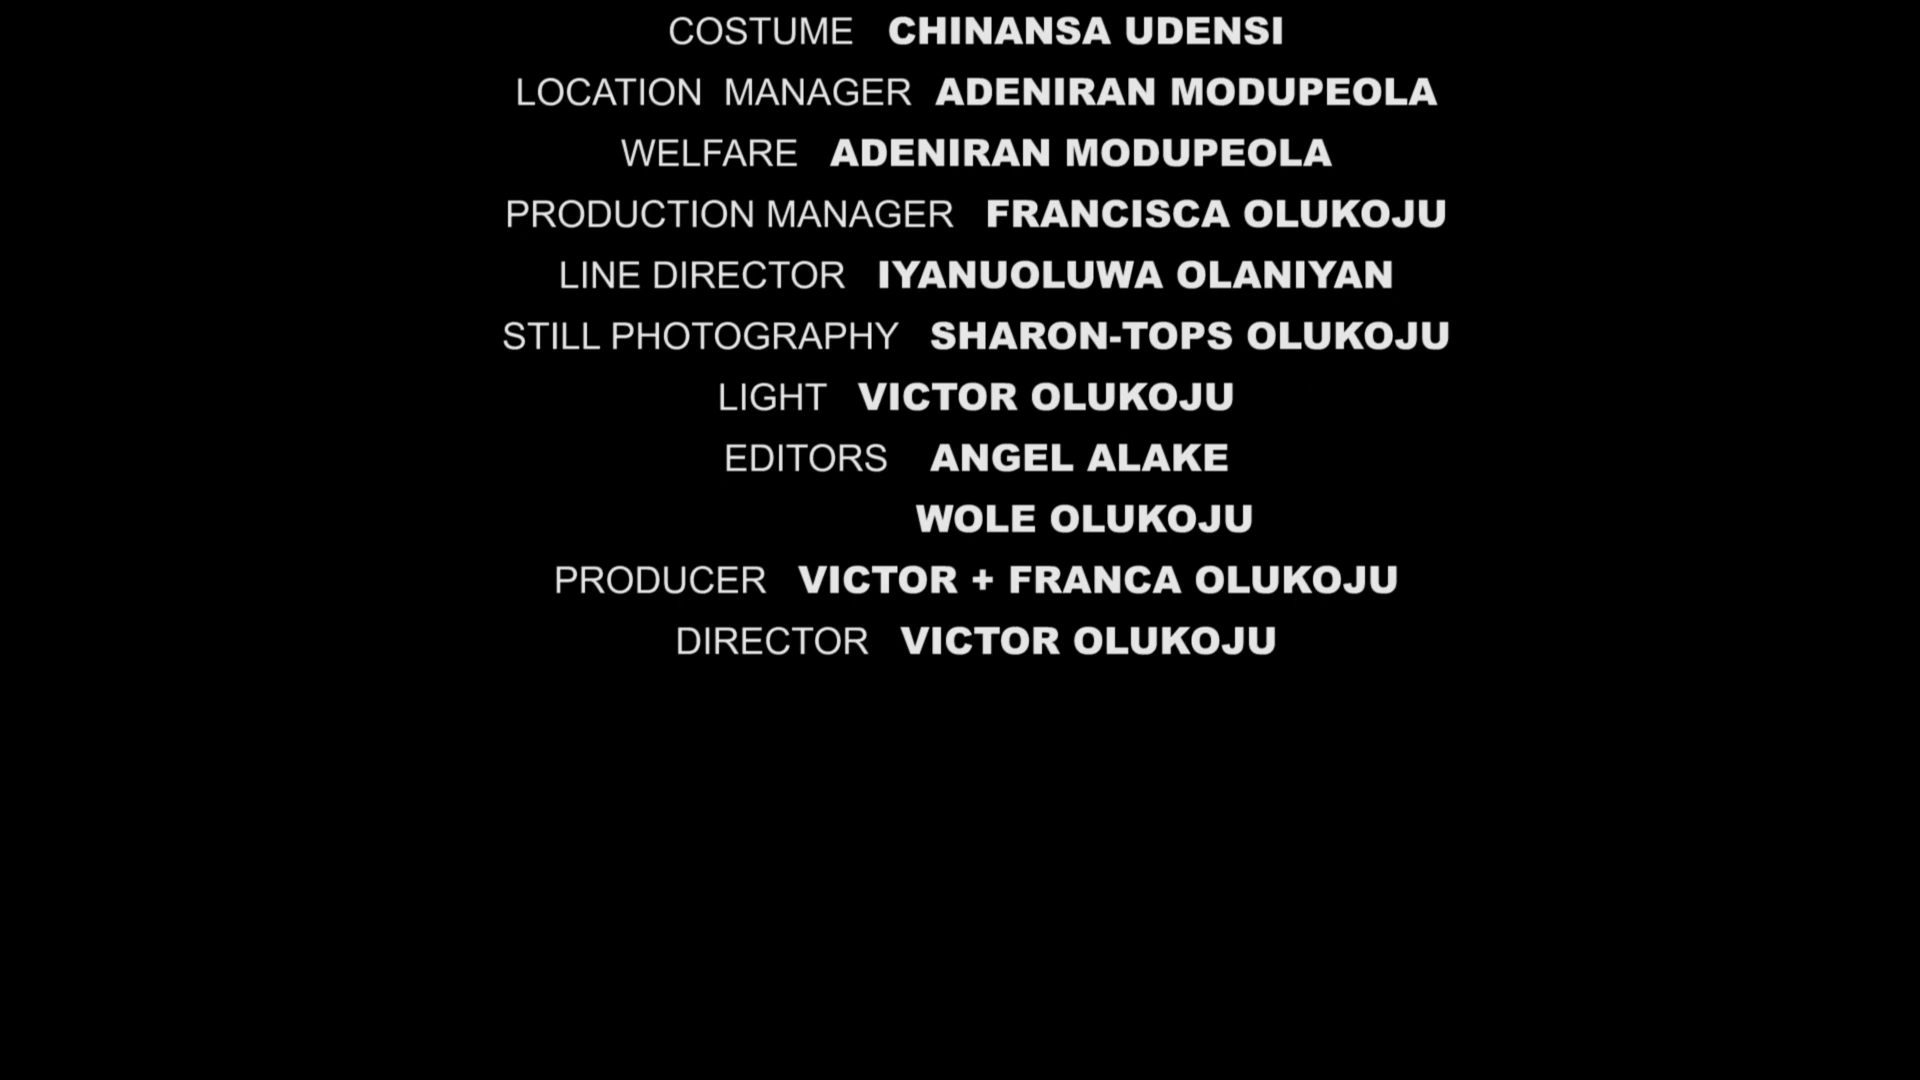 COSTUME CHINANSA UDENSI
LOCATION MANAGER ADENIRAN MODUPEOLA
WELFARE ADENIRAN MODUPEOLA
PRODUCTION MANAGER FRANCISCA OLUKOJU
LINE DIRECTOR IYANUOLUWA OLANIYAN
STILL PHOTOGRAPHY SHARON-TOPS OLUKOJU
LIGHT VICTOR OLUKOJU
EDITORS ANGEL ALAKE
WOLE OLUKOJU
PRODUCER VICTOR + FRANCA OLUKOJU
DIRECTOR VICTOR OLUKOJU